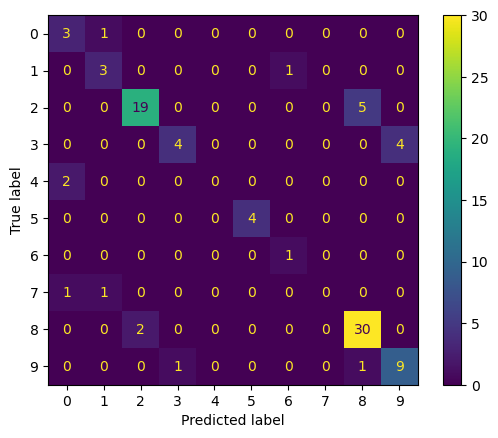 0 3 1 0 0 0 0 0 0 0 0 30
1 0 3 0 0 0 0 1 0 0 0 25
2 0 0 19 0 0 0 0 0 5 0
3 0 0 0 4 0 0 0 0 0 4 20
4 2 0 0 0 0 0 0 0 0 0
True label
5 0 0 0 0 0 4 0 0 0 0 15
6 0 0 0 0 0 0 1 0 0 0 10
7 1 1 0 0 0 0 0 0 0 0
8 0 0 2 0 0 0 0 0 30 0 5
9 0 0 0 1 0 0 0 0 1 9 0
0 1 2 3 4 5 6 7 8 9
Predicted label